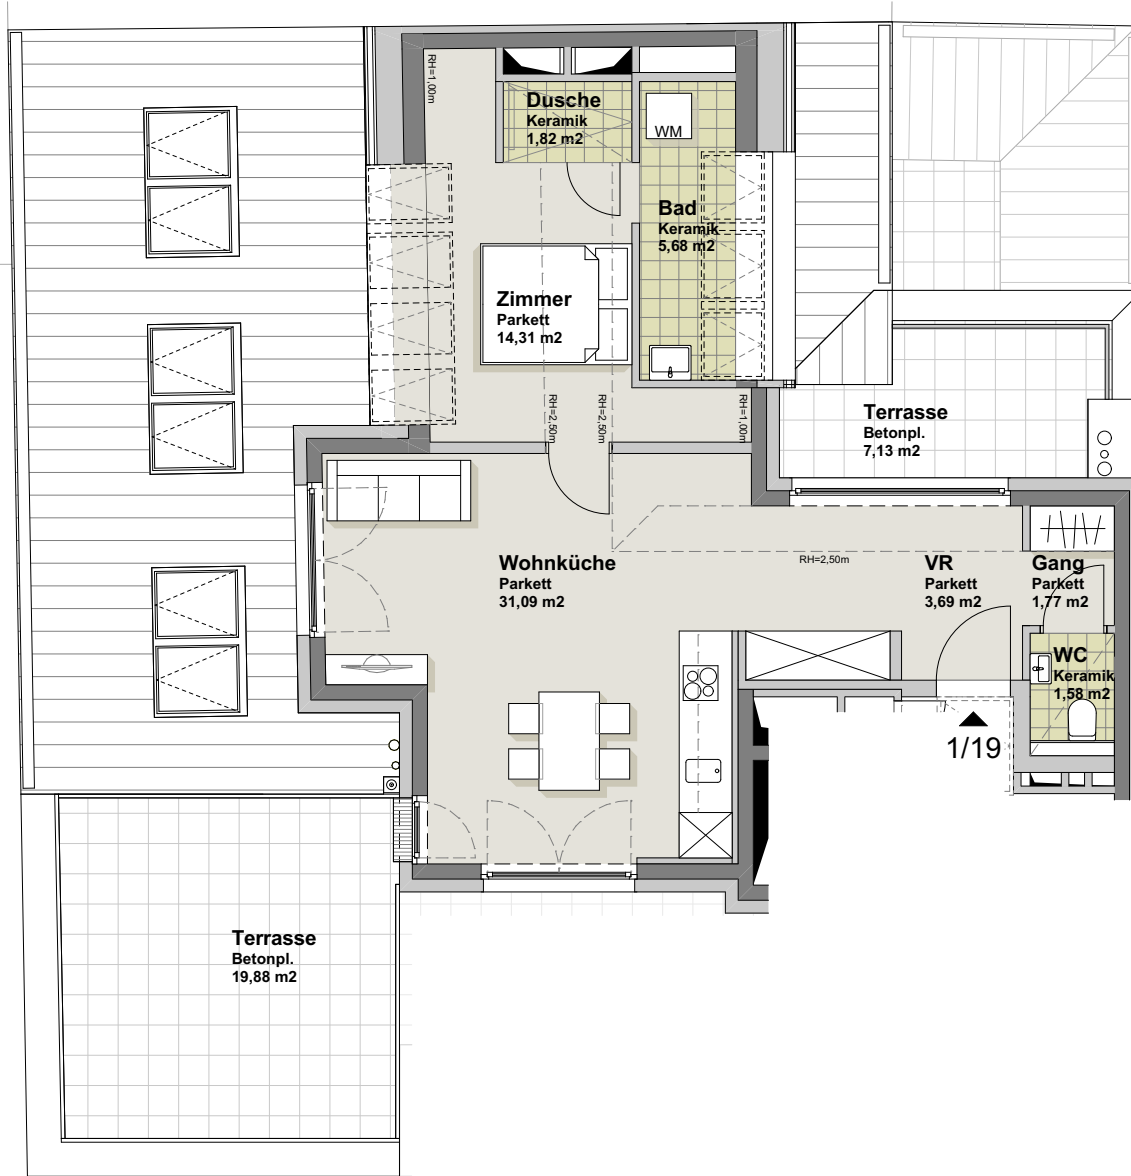 RH=1,00m
Dusche
Keramik
1,82 m2
WM
Bad
Keramik
5,68 m2
Zimmer
Parkett
14,31 m2
RH=2,50m
RH=2,50m
RH=1,00m
Terrasse
Betonpl.
7,13 m2
Wohnküche
Parkett
31,09 m2
RH=2,50m
VR
Parkett
3,69 m2
Gang
Parkett
1,77 m2
WC
Keramik
1,58 m2
1/19
Terrasse
Betonpl.
19,88 m2